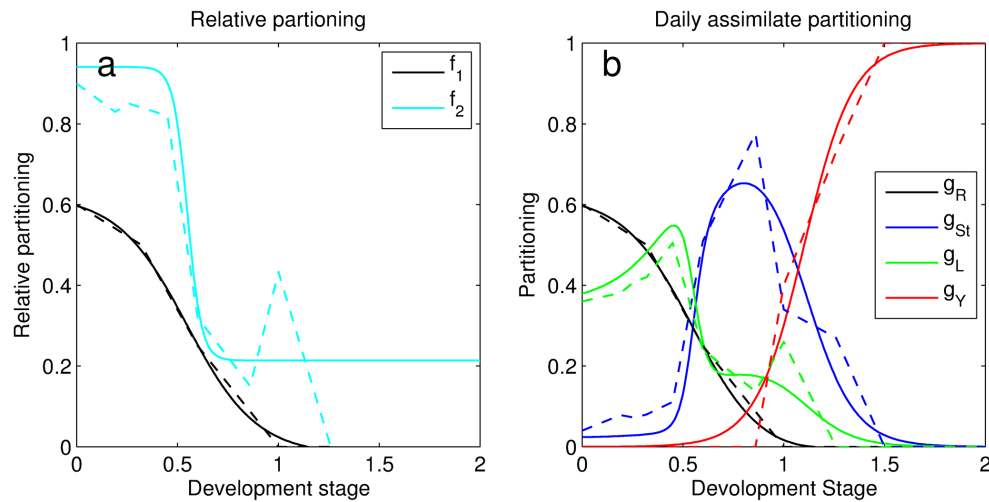 Relative partioning
Daily assimilate partitioning
a
f1
f2
1
0.8
0.6
0.4
0.2
0
Relative partitioning
0
0.5
1
1.5
2
Development stage
b
gR
gSt
gL
gY
1
0.8
0.6
0.4
0.2
0
Partitioning
0
0.5
1
1.5
2
Devolopment Stage